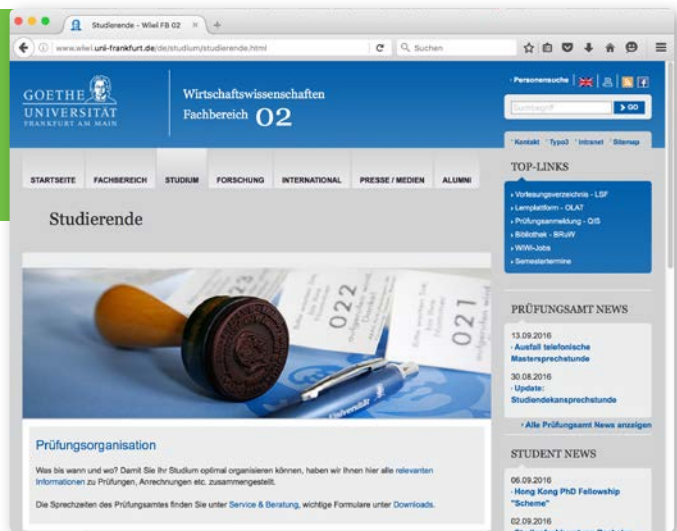 Studierende - Wiwi FB 02
www.wiwi.uni-frankfurt.de/de/studium/studierende.html
Suchen
GOETHE
UNIVERSITÄT
FRANKFURT AM MAIN
Wirtschaftswissenschaften
Fachbereich 02
Personensuche
Suchbegriff
GO
Kontakt Typo3 Intranet Sitemap
STARTSEITE FACHBEREICH STUDIUM FORSCHUNG INTERNATIONAL PRESSE / MEDIEN ALUMNI
Studierende
022
021
Universität
Prüfungsorganisation
Was bis wann und wo? Damit Sie Ihr Studium optimal organisieren können, haben wir Ihnen hier alle relevanten
Informationen zu Prüfungen, Anrechnungen etc. zusammengestellt.
Die Sprechzeiten des Prüfungsamtes finden Sie unter Service & Beratung, wichtige Formulare unter Downloads.
TOP-LINKS
Vorlesungsverzeichnis - LSF
Lernplattform - OLAT
Prüfungsanmeldung - QIS
Bibliothek - BRuW
WIWI-Jobs
Semestertermine
PRÜFUNGSAMT NEWS
13.09.2016
Ausfall telefonische
Mastersprechstunde
30.08.2016
Update:
Studiendekansprechstunde
Alle Prüfungsamt News anzeigen
STUDENT NEWS
06.09.2016
Hong Kong PhD Fellowship
"Scheme"
02.09.2016